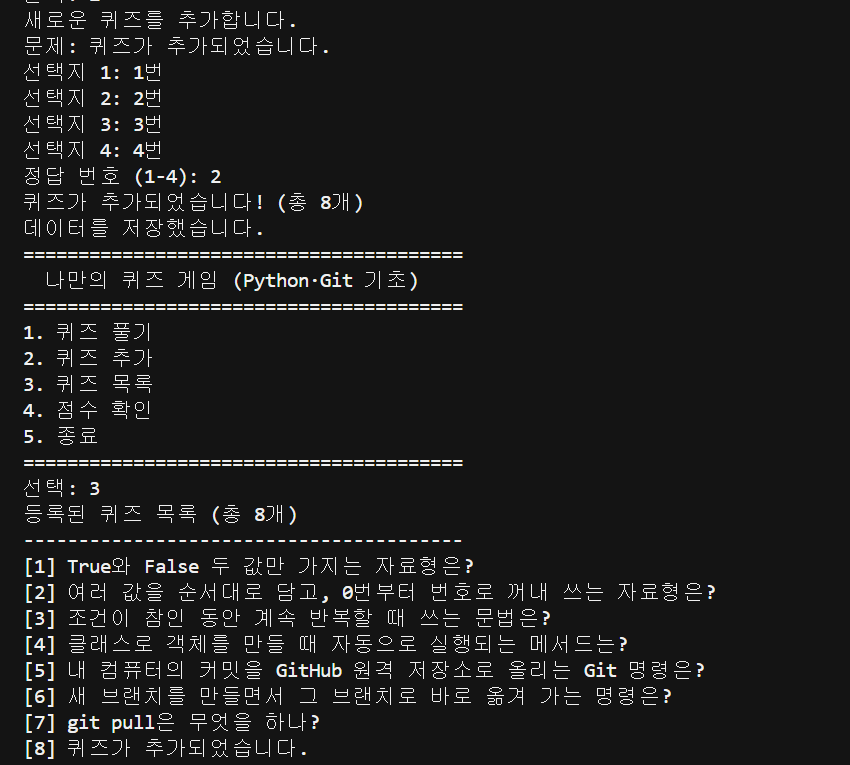 새로운 퀴즈를 추가합니다.
문제: 퀴즈가 추가되었습니다.
선택지 1: 1번
선택지 2: 2번
선택지 3: 3번
선택지 4: 4번
정답 번호 (1-4): 2
퀴즈가 추가되었습니다! (총 8개)
데이터를 저장했습니다.
========================================
나만의 퀴즈 게임 (Python·Git 기초)
========================================
1. 퀴즈 풀기
2. 퀴즈 추가
3. 퀴즈 목록
4. 점수 확인
5. 종료
========================================
선택: 3
등록된 퀴즈 목록 (총 8개)
----------------------------------------
[1] True와 False 두 값만 가지는 자료형은?
[2] 여러 값을 순서대로 담고, 0번부터 번호로 꺼내 쓰는 자료형은?
[3] 조건이 참인 동안 계속 반복할 때 쓰는 문법은?
[4] 클래스로 객체를 만들 때 자동으로 실행되는 메서드는?
[5] 내 컴퓨터의 커밋을 GitHub 원격 저장소로 올리는 Git 명령은?
[6] 새 브랜치를 만들면서 그 브랜치로 바로 옮겨 가는 명령은?
[7] git pull은 무엇을 하나?
[8] 퀴즈가 추가되었습니다.